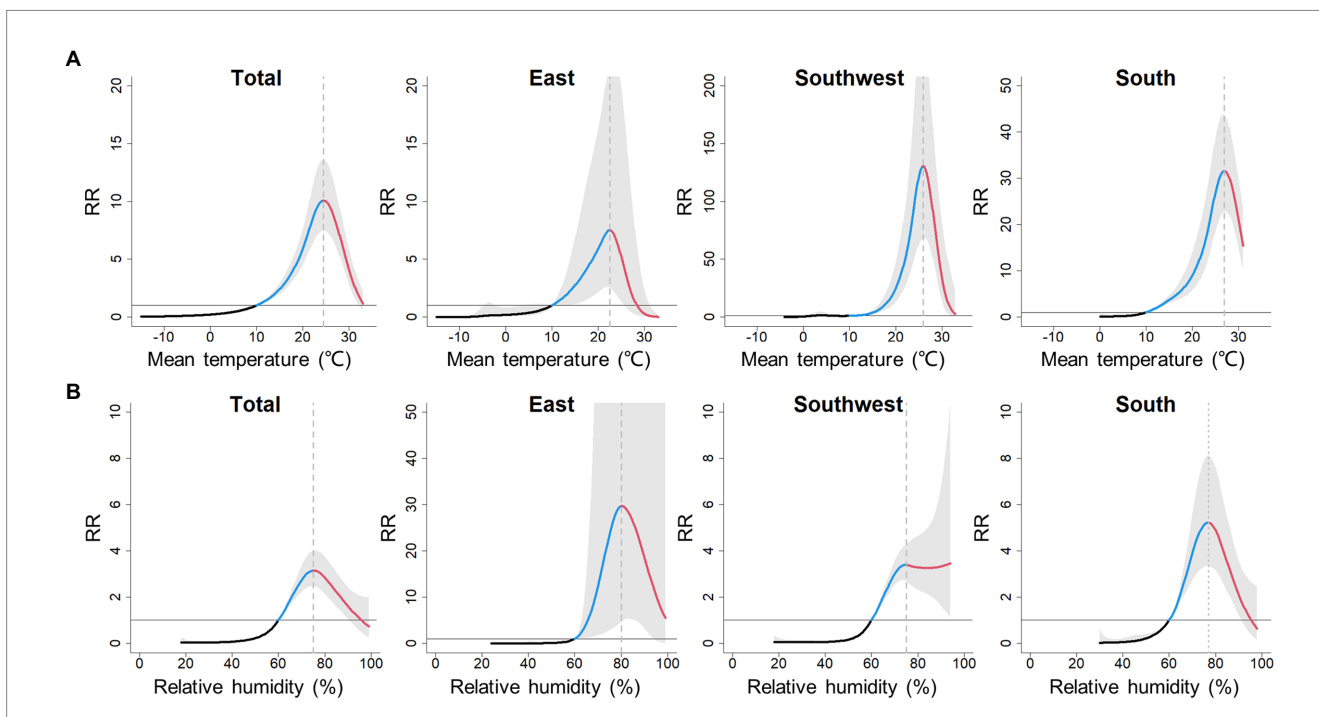 A
Total
East
Southwest
South
20
15
10
5
0
RR
-10 0 10 20 30
Mean temperature (℃)
20
15
10
5
0
RR
-10 0 10 20 30
Mean temperature (℃)
200
150
100
50
0
RR
-10 0 10 20 30
Mean temperature (℃)
50
40
30
20
10
0
RR
-10 0 10 20 30
Mean temperature (℃)
B
Total
East
Southwest
South
10
8
6
4
2
0
RR
0 20 40 60 80 100
Relative humidity (%)
50
40
30
20
10
0
RR
0 20 40 60 80 100
Relative humidity (%)
10
8
6
4
2
0
RR
0 20 40 60 80 100
Relative humidity (%)
10
8
6
4
2
0
RR
0 20 40 60 80 100
Relative humidity (%)